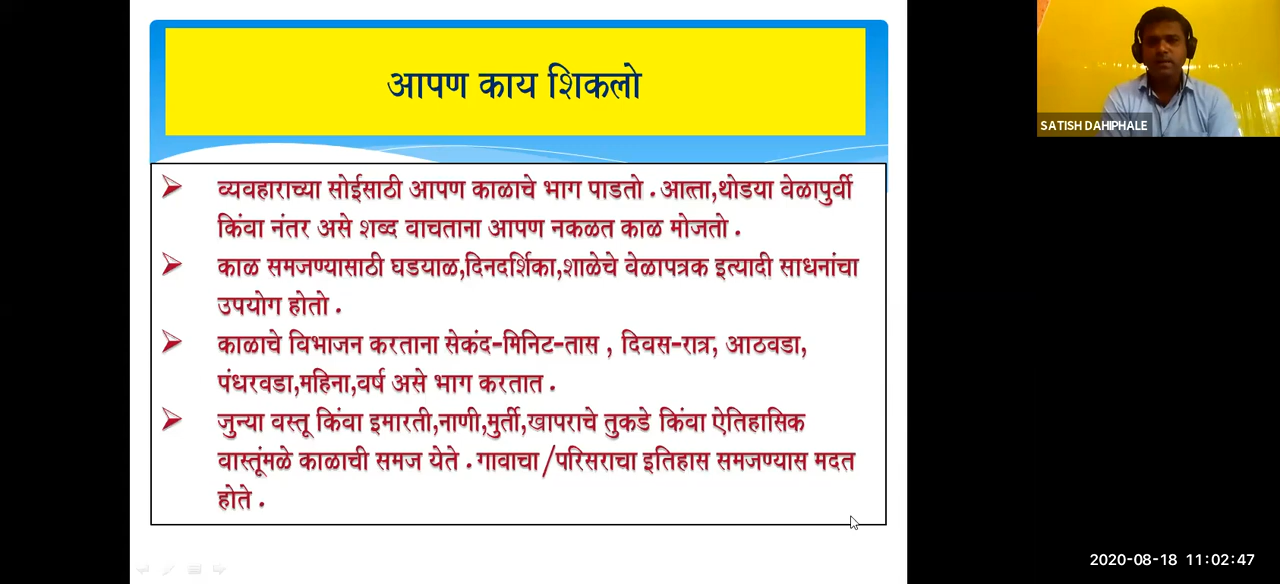 आपण काय शिकलो
SATISH DAHIPHALE
व्यवहाराच्या सोईसाठी आपण काळाचे भाग पाडतो . आत्ता,थोडया वेळापुर्वी
किंवा नंतर असे शब्द वाचताना आपण नकळत काळ मोजतो .
काळ समजण्यासाठी घडयाळ,दिनदर्शिका,शाळेचे वेळापत्रक इत्यादी साधनांचा
उपयोग होतो .
काळाचे विभाजन करताना सेकंद-मिनिट-तास , दिवस-रात्र, आठवडा,
पंधरवडा,महिना,वर्ष असे भाग करतात .
जुन्या वस्तू किंवा इमारती,नाणी,मुर्ती,खापराचे तुकडे किंवा ऐतिहासिक
वास्तूंमळे काळाची समज येते . गावाचा /परिसराचा इतिहास समजण्यास मदत
होते .
2020-08-18 11:02:47